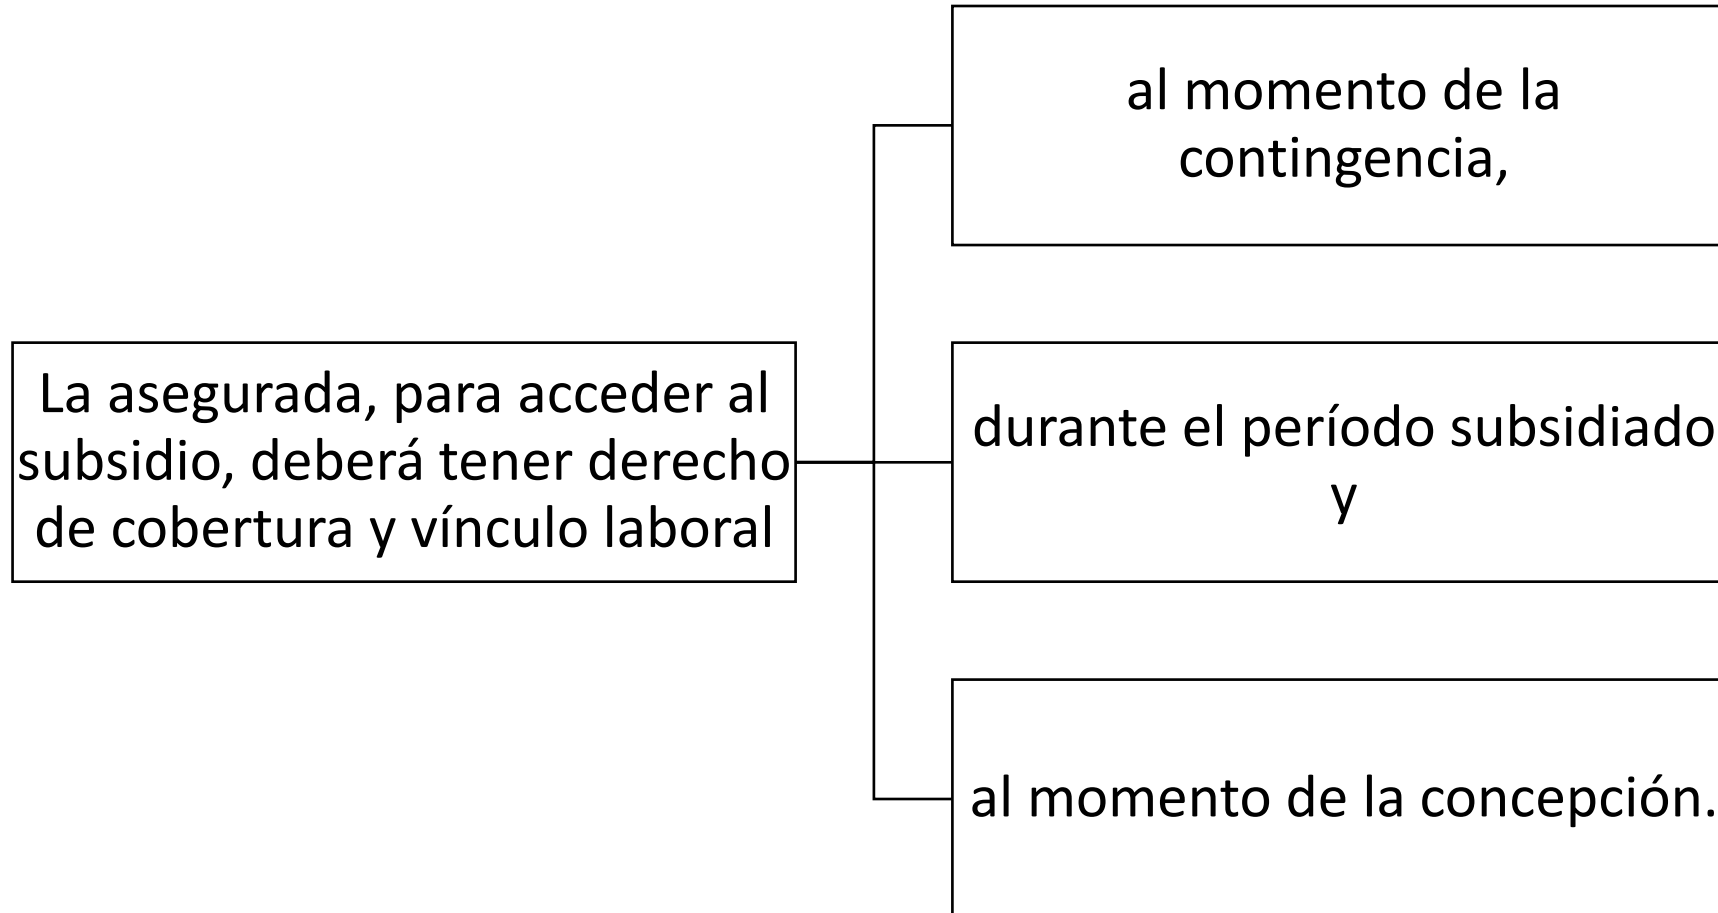 La asegurada, para acceder al
subsidio, deberá tener derecho
de cobertura y vínculo laboral
al momento de la
contingencia,
durante el período subsidiado
y
al momento de la concepción.